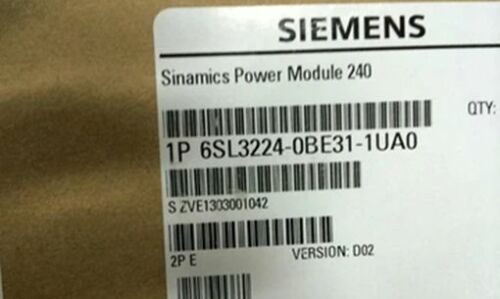 SIEMENS
Sinamics Power Module 240
QTY:
1P 6SL3224-0BE31-1UA0
S ZVE1303001042
2P E VERSION: D02